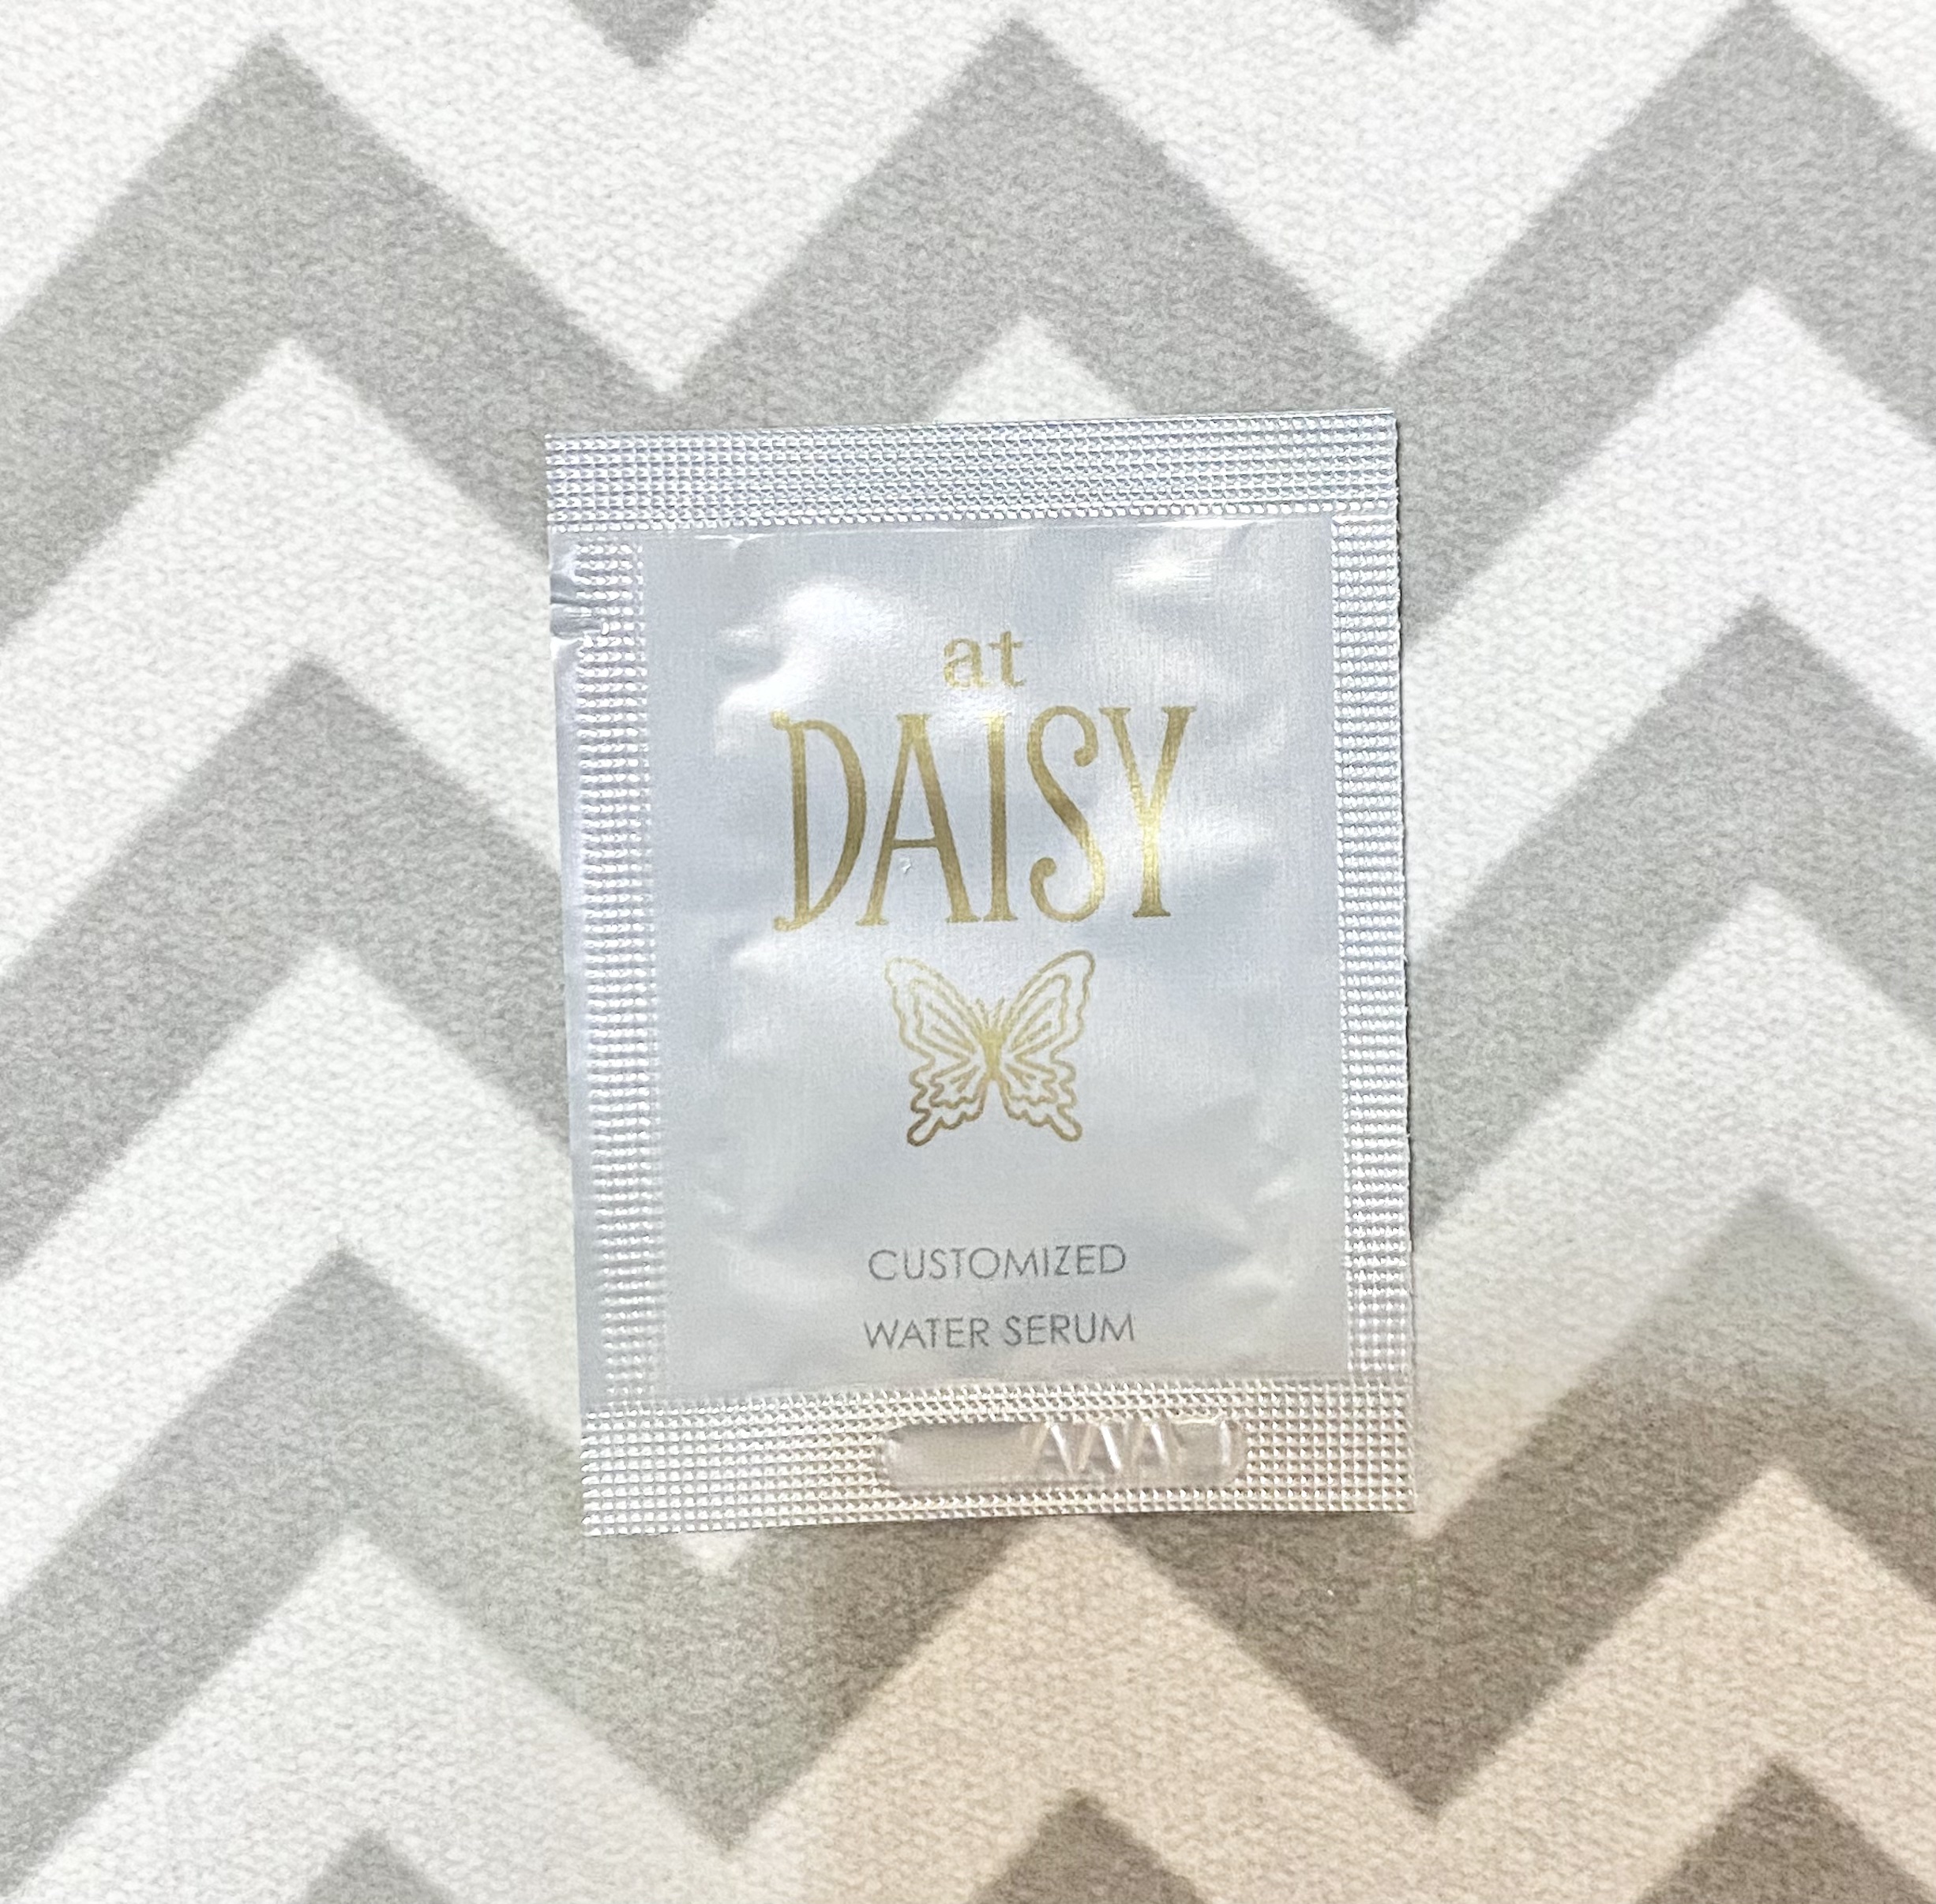 at
DAISY
CUSTOMIZED
WATER SERUM